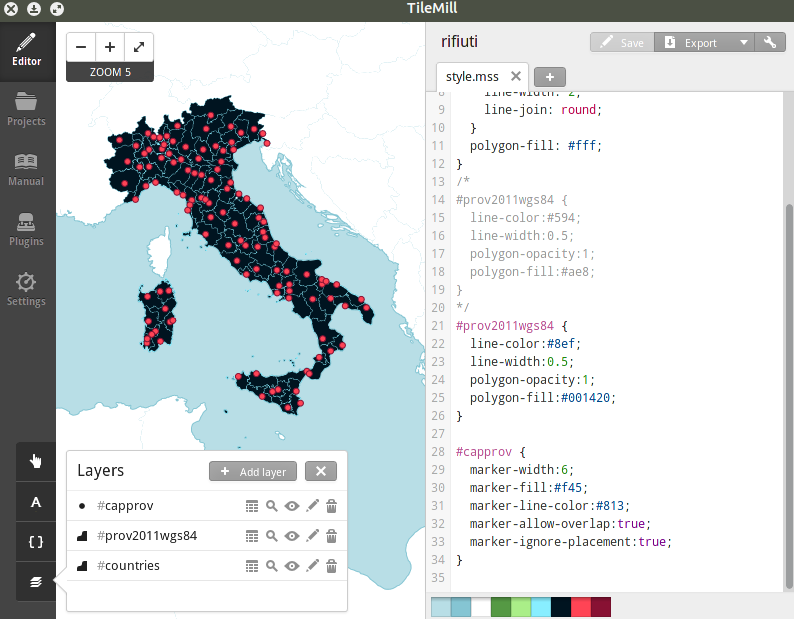 TileMill
Editor
Projects
Manual
Plugins
Settings
A
{ }
ZOOM 5
Layers
Add layer
#capprov
#prov2011wgs84
#countries
rifiuti
Save
Export
style.mss
8 line-width: 2;
9 line-join: round;
10 }
11 polygon-fill: #fff;
12 }
13 /*
14 #prov2011wgs84 {
15 line-color:#594;
16 line-width:0.5;
17 polygon-opacity:1;
18 polygon-fill:#ae8;
19 }
20 */
21 #prov2011wgs84 {
22 line-color:#8ef;
23 line-width:0.5;
24 polygon-opacity:1;
25 polygon-fill:#001420;
26 }
27
28 #capprov {
29 marker-width:6;
30 marker-fill:#f45;
31 marker-line-color:#813;
32 marker-allow-overlap:true;
33 marker-ignore-placement:true;
34 }
35